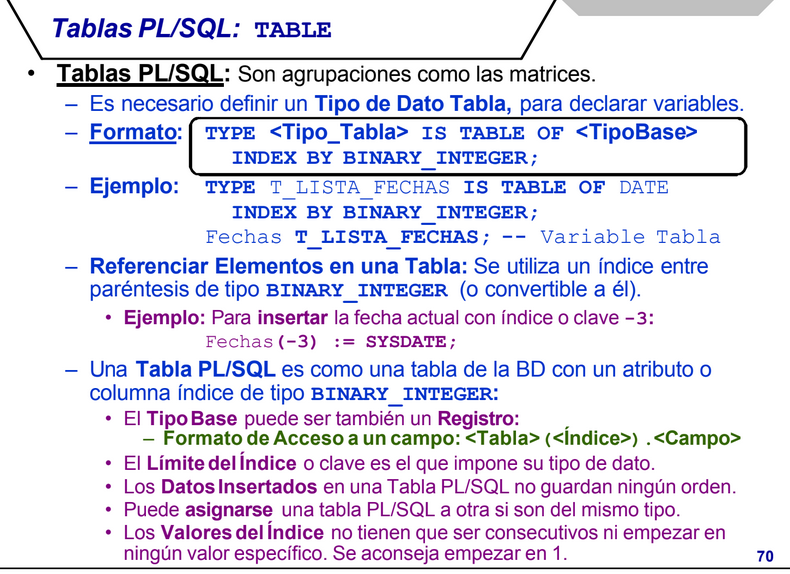 Tablas PL/SQL: TABLE
• Tablas PL/SQL: Son agrupaciones como las matrices.
– Es necesario definir un Tipo de Dato Tabla, para declarar variables.
– Formato: TYPE <Tipo_Tabla> IS TABLE OF <TipoBase>
INDEX BY BINARY_INTEGER;
– Ejemplo: TYPE T_LISTA_FECHAS IS TABLE OF DATE
INDEX BY BINARY_INTEGER;
Fechas T_LISTA_FECHAS; -- Variable Tabla
– Referenciar Elementos en una Tabla: Se utiliza un índice entre
paréntesis de tipo BINARY_INTEGER (o convertible a él).
• Ejemplo: Para insertar la fecha actual con índice o clave -3:
Fechas(-3) := SYSDATE;
– Una Tabla PL/SQL es como una tabla de la BD con un atributo o
columna índice de tipo BINARY_INTEGER:
• El Tipo Base puede ser también un Registro:
– Formato de Acceso a un campo: <Tabla>(<Índice>).<Campo>
• El Límite del Índice o clave es el que impone su tipo de dato.
• Los Datos Insertados en una Tabla PL/SQL no guardan ningún orden.
• Puede asignarse una tabla PL/SQL a otra si son del mismo tipo.
• Los Valores del Índice no tienen que ser consecutivos ni empezar en
ningún valor específico. Se aconseja empezar en 1.
70